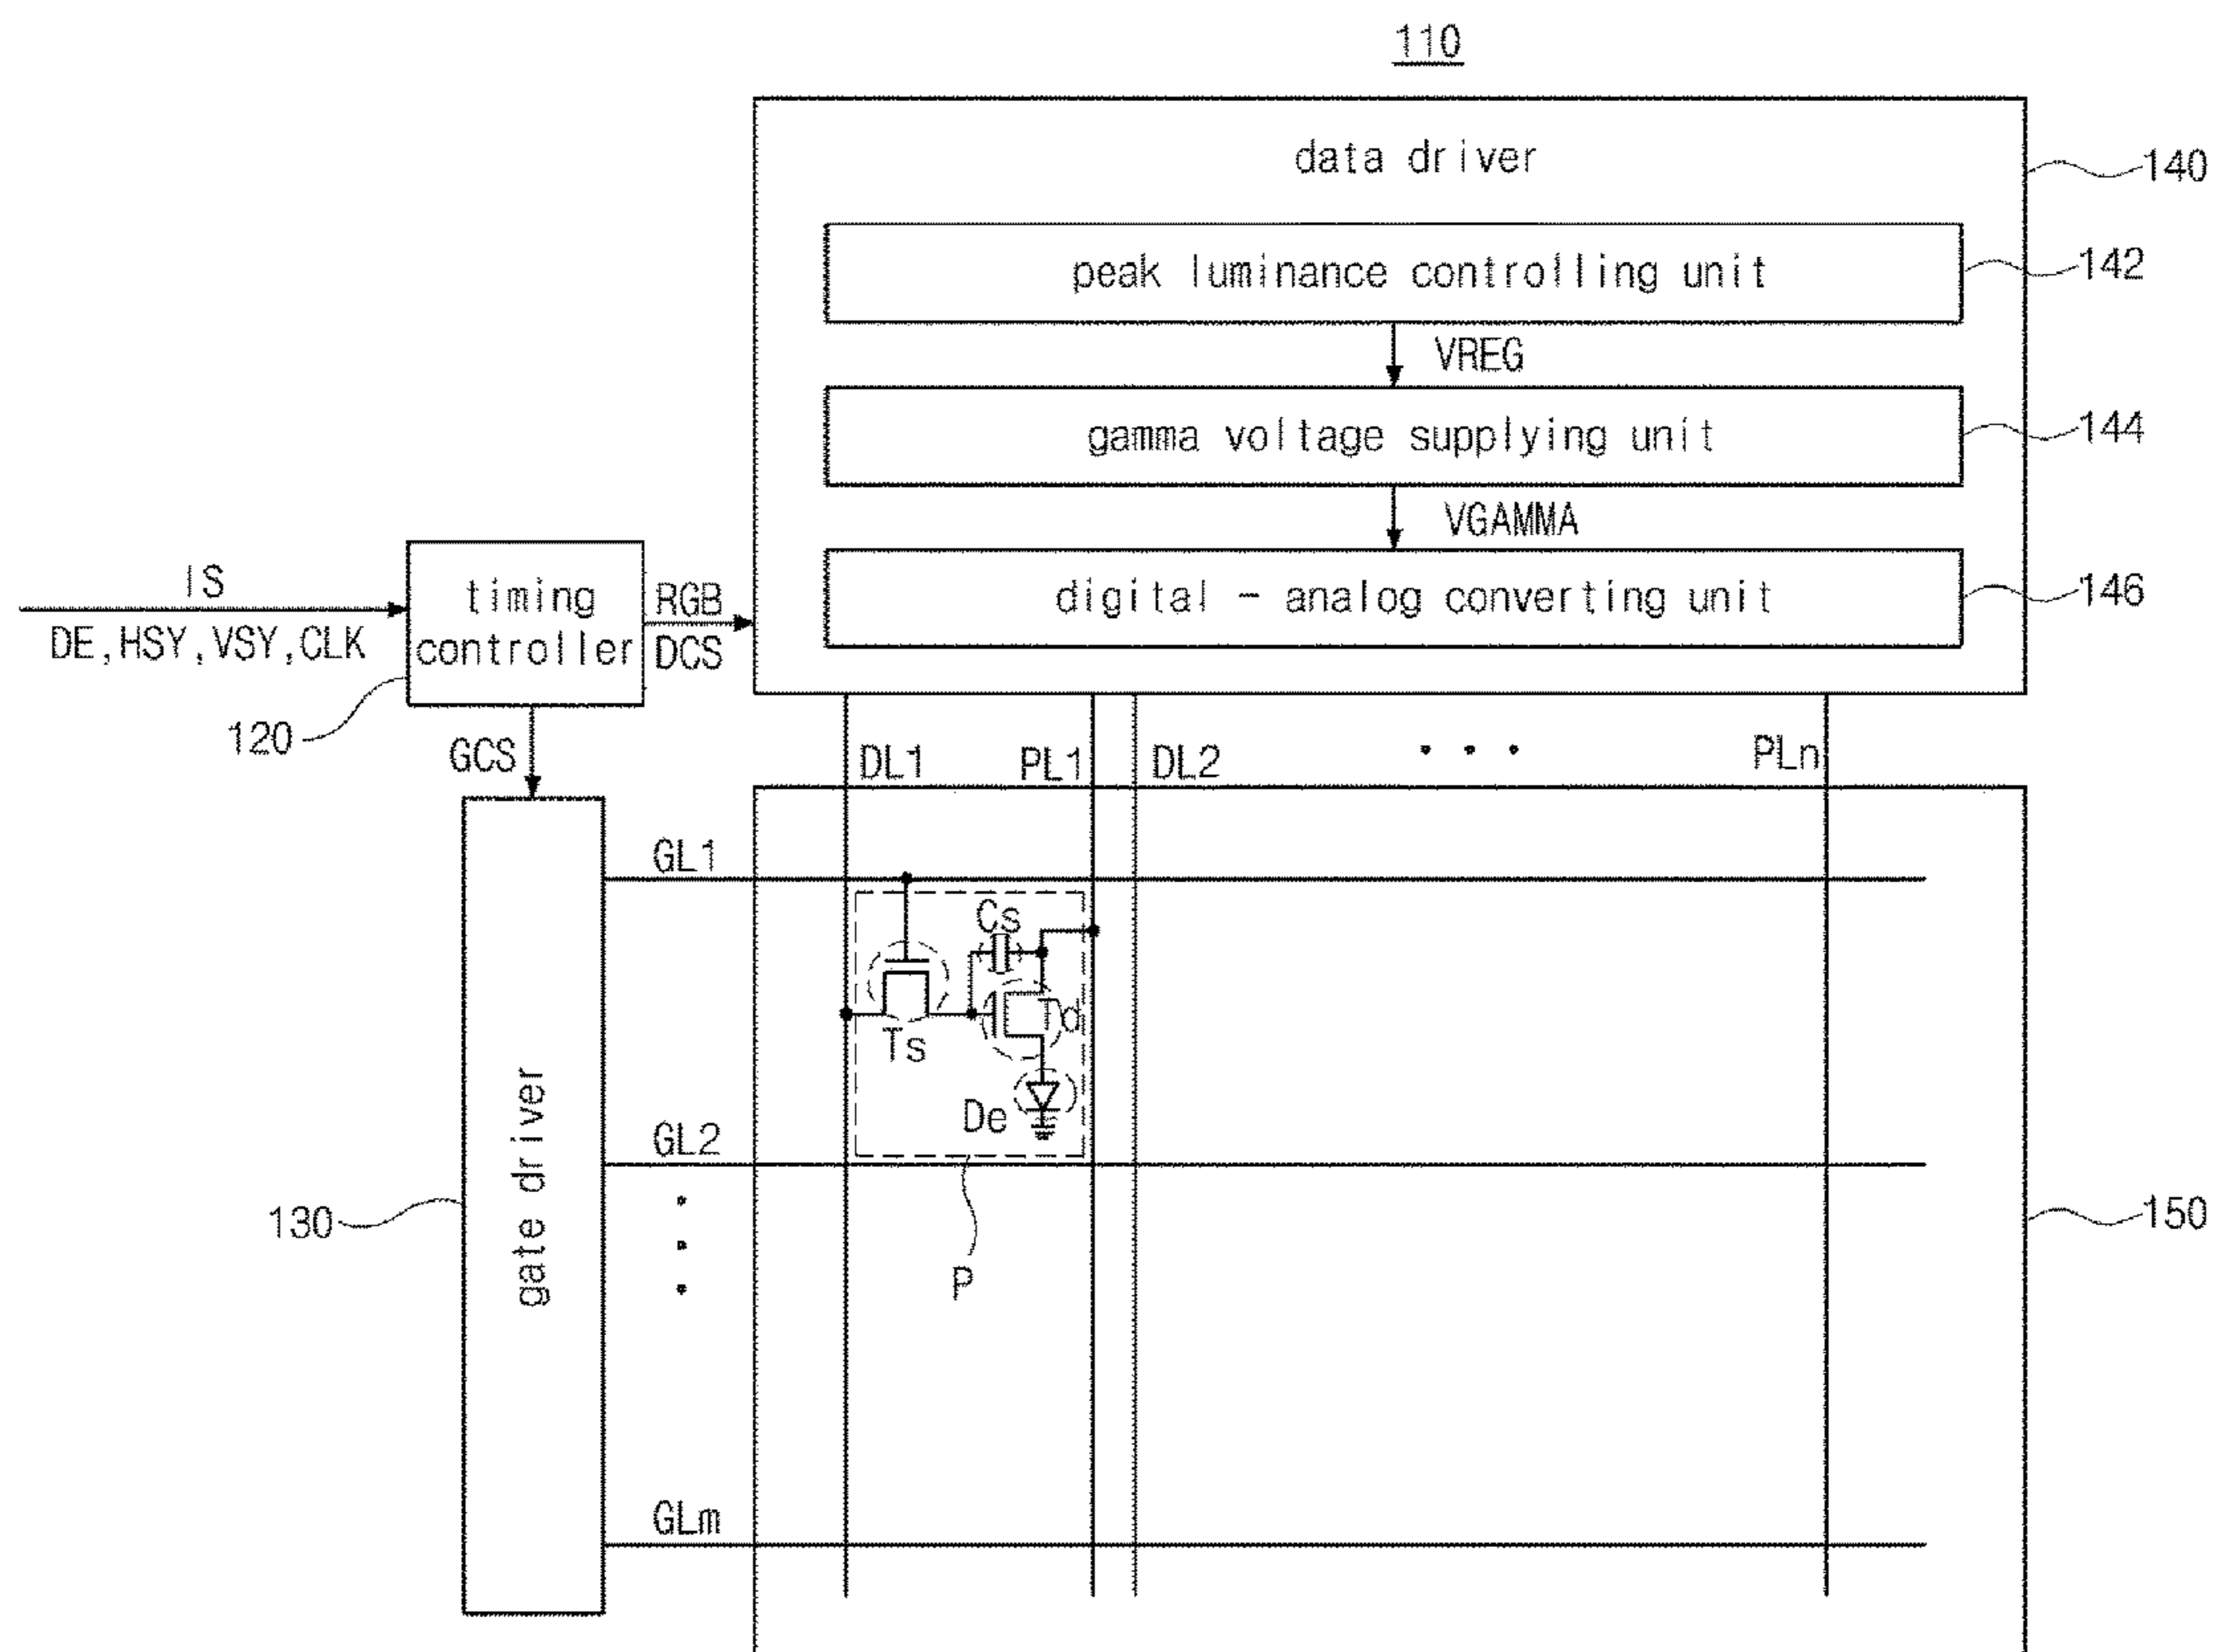 110
data driver
140
peak luminance controlling unit
142
VREG
gamma voltage supplying unit
144
VGAMMA
digital - analog converting unit
146
IS
DE,HSY,VSY,CLK
timing
controller
RGB
DCS
120
GCS
DL1
PL1
DL2
• • •
PLn
GL1
Cs
Ts
Td
De
GL2
gate driver
130
P
150
GLm